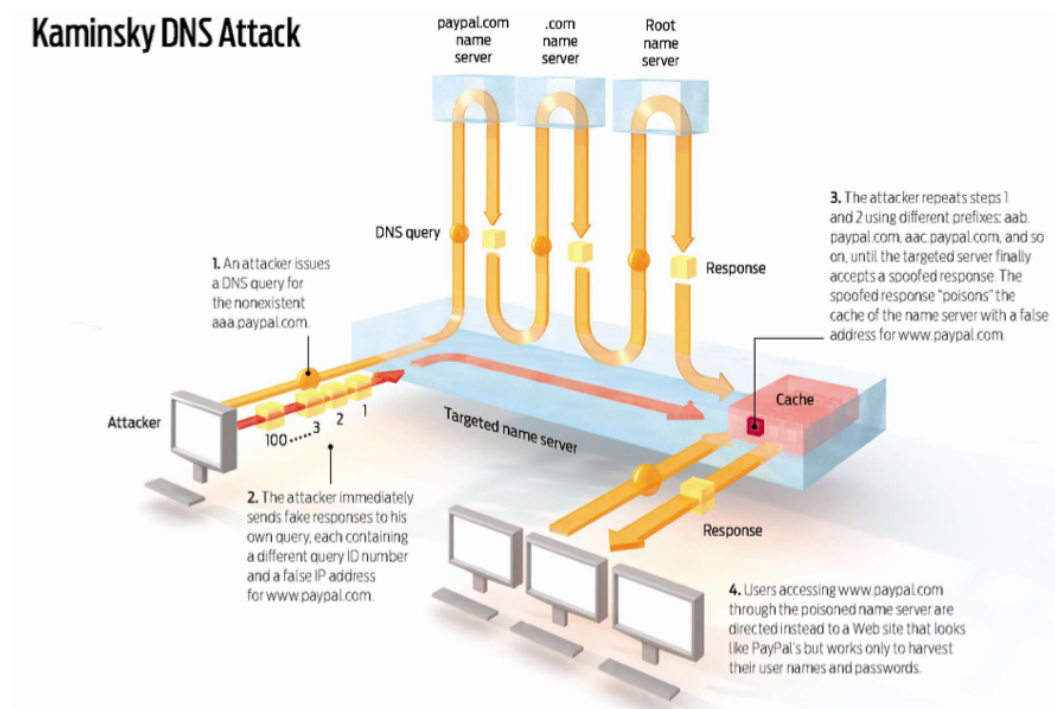 Kaminsky DNS Attack
paypal.com
name
server
.com
name
server
Root
name
server
DNS query
Response
1. An attacker issues
a DNS query for
the nonexistent
aaa.paypal.com.
3. The attacker repeats steps 1
and 2 using different prefixes: aab.
paypal.com, aac.paypal.com, and so
on, until the targeted server finally
accepts a spoofed response. The
spoofed response "poisons" the
cache of the name server with a false
address for www.paypal.com
Attacker
100.....3 2 1
Targeted name server
Cache
2. The attacker immediately
sends fake responses to his
own query, each containing
a different query ID number
and a false IP address
for www.paypal.com.
Response
4. Users accessing www.paypal.com
through the poisoned name server are
directed instead to a Web site that looks
like PayPal's but works only to harvest
their user names and passwords.